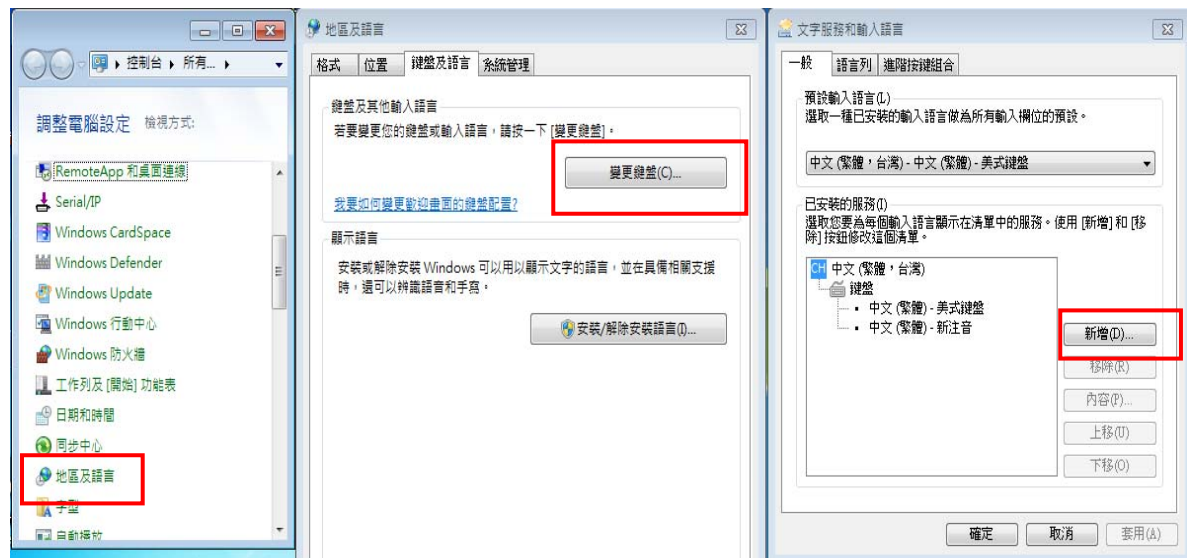 控制台 ▸ 所有... ▸
調整電腦設定 檢視方式:
RemoteApp 和桌面連線
Serial/IP
Windows CardSpace
Windows Defender
Windows Update
Windows 行動中心
Windows 防火牆
工作列及 [開始] 功能表
日期和時間
同步中心
地區及語言
字型
自動播放
地區及語言
格式 位置 鍵盤及語言 系統管理
鍵盤及其他輸入語言
若要變更您的鍵盤或輸入語言，請按一下 [變更鍵盤]。
變更鍵盤(C)...
我要如何變更歡迎畫面的鍵盤配置?
顯示語言
安裝或解除安裝 Windows 可以用以顯示文字的語言，並在具備相關支援
時，還可以辨識語音和手寫。
安裝/解除安裝語言(I)...
文字服務和輸入語言
一般 語言列 進階按鍵組合
預設輸入語言(L)
選取一種已安裝的輸入語言做為所有輸入欄位的預設。
中文 (繁體，台灣) - 中文 (繁體) - 美式鍵盤
已安裝的服務(I)
選取您要為每個輸入語言顯示在清單中的服務。使用 [新增] 和 [移
除] 按鈕修改這個清單。
CH 中文 (繁體，台灣)
鍵盤
中文 (繁體) - 美式鍵盤
中文 (繁體) - 新注音
新增(D)...
移除(R)
內容(P)...
上移(U)
下移(O)
確定 取消 套用(A)